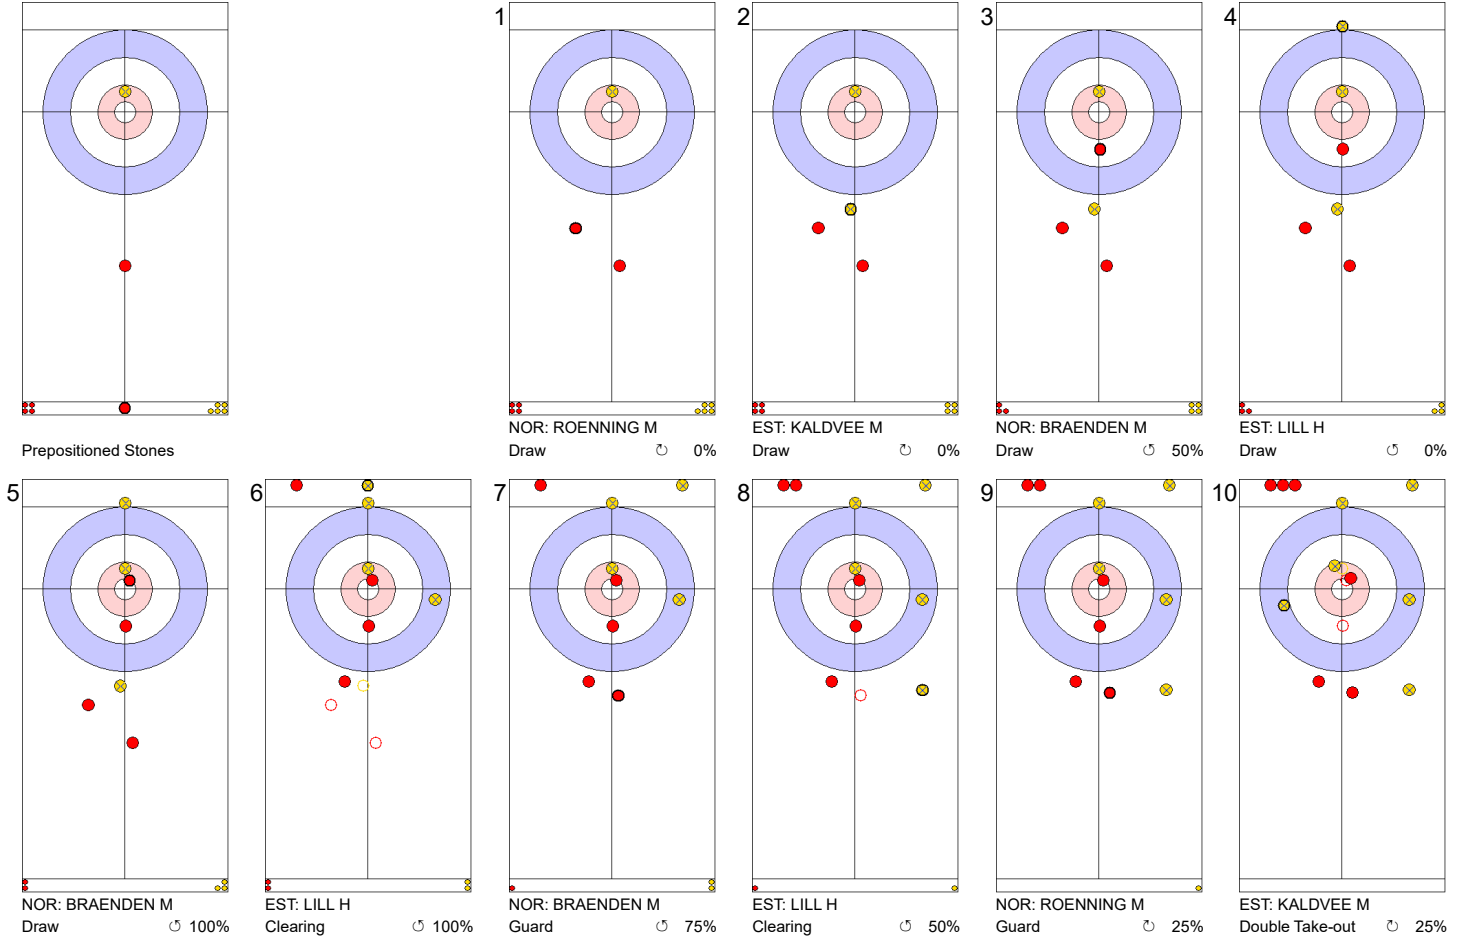 1
2
3
4
Prepositioned Stones
NOR: ROENNING M
Draw ↻ 0%
EST: KALDVEE M
Draw ↻ 0%
NOR: BRAENDEN M
Draw ↺ 50%
EST: LILL H
Draw ↺ 0%
5
6
7
8
9
10
NOR: BRAENDEN M
Draw ↺ 100%
EST: LILL H
Clearing ↺ 100%
NOR: BRAENDEN M
Guard ↺ 75%
EST: LILL H
Clearing ↺ 50%
NOR: ROENNING M
Guard ↺ 25%
EST: KALDVEE M
Double Take-out ↺ 25%